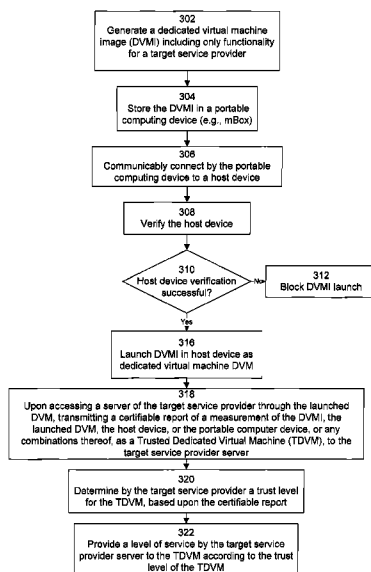 302
Generate a dedicated virtual machine
image (DVMI) including only functionality
for a target service provider
304
Store the DVMI in a portable
computing device (e.g., mBox)
306
Communicably connect by the portable
computing device to a host device
308
Verify the host device
310
Host device verification
successful?
No
312
Block DVMI launch
Yes
316
Launch DVMI in host device as
dedicated virtual machine DVM
318
Upon accessing a server of the target service provider through the launched
DVM, transmitting a certifiable report of a measurement of the DVMI, the
launched DVM, the host device, or the portable computer device, or any
combinations thereof, as a Trusted Dedicated Virtual Machine (TDVM), to the
target service provider server
320
Determine by the target service provider a trust level
for the TDVM, based upon the certifiable report
322
Provide a level of service by the target service
provider server to the TDVM according to the trust
level of the TDVM